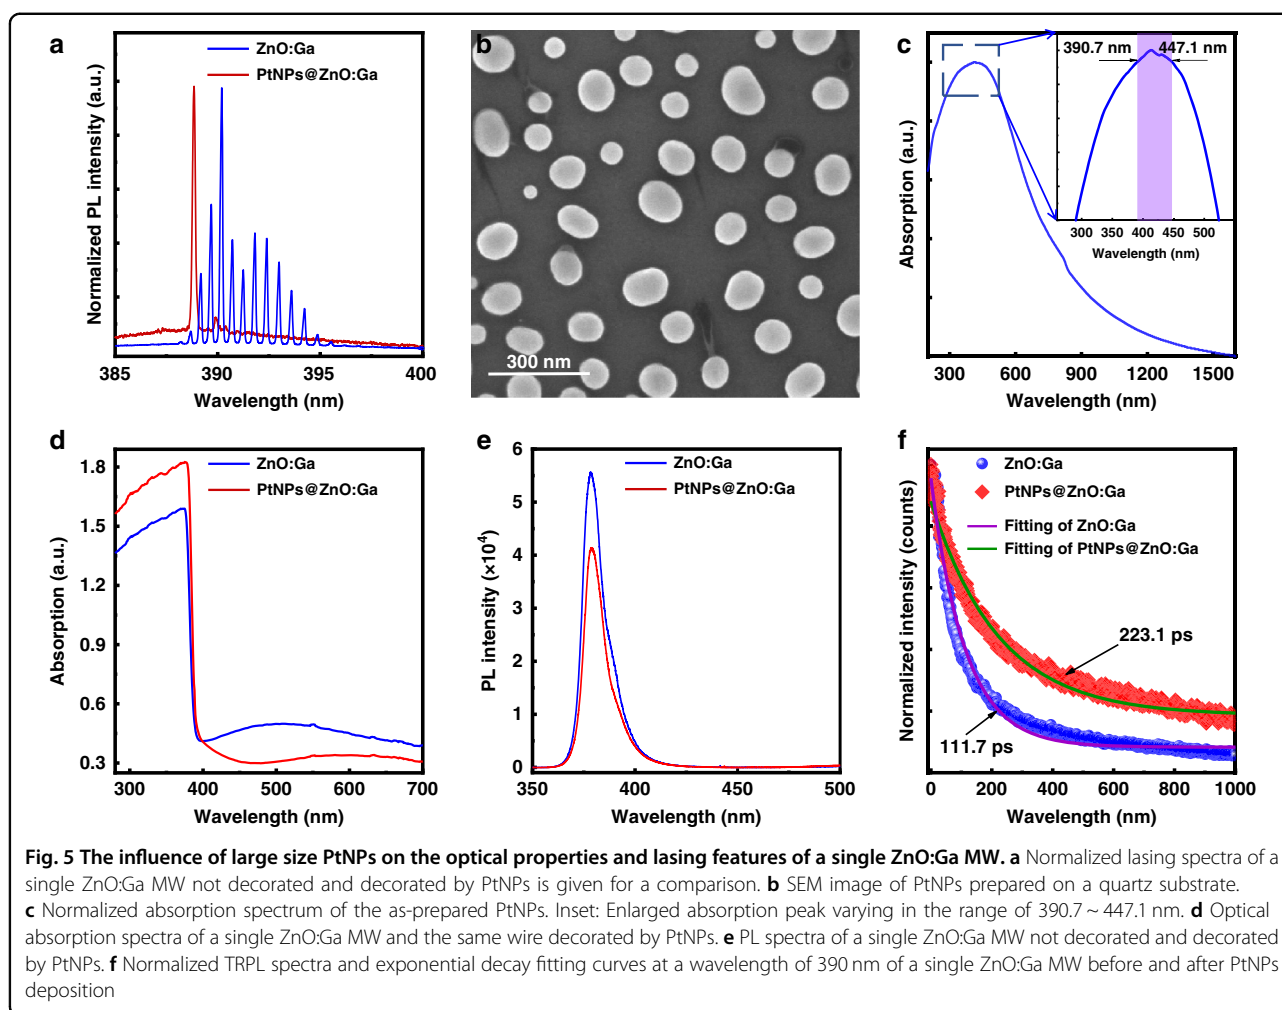 a
ZnO:Ga
PtNPs@ZnO:Ga
Normalized PL intensity (a.u.)
385 390 395 400
Wavelength (nm)
b
300 nm
c
390.7 nm 447.1 nm
300 350 400 450 500
Wavelength (nm)
Absorption (a.u.)
300 600 900 1200 1500
Wavelength (nm)
d
ZnO:Ga
PtNPs@ZnO:Ga
Absorption (a.u.)
1.8
1.5
1.2
0.9
0.6
0.3
300 400 500 600 700
Wavelength (nm)
e
ZnO:Ga
PtNPs@ZnO:Ga
PL intensity (×10⁴)
6
5
4
3
2
1
0
350 400 450 500
Wavelength (nm)
f
ZnO:Ga
PtNPs@ZnO:Ga
Fitting of ZnO:Ga
Fitting of PtNPs@ZnO:Ga
Normalized intensity (counts)
223.1 ps
111.7 ps
0 200 400 600 800 1000
Wavelength (nm)
Fig. 5 The influence of large size PtNPs on the optical properties and lasing features of a single ZnO:Ga MW. a Normalized lasing spectra of a
single ZnO:Ga MW not decorated and decorated by PtNPs is given for a comparison. b SEM image of PtNPs prepared on a quartz substrate.
c Normalized absorption spectrum of the as-prepared PtNPs. Inset: Enlarged absorption peak varying in the range of 390.7 ~ 447.1 nm. d Optical
absorption spectra of a single ZnO:Ga MW and the same wire decorated by PtNPs. e PL spectra of a single ZnO:Ga MW not decorated and decorated
by PtNPs. f Normalized TRPL spectra and exponential decay fitting curves at a wavelength of 390 nm of a single ZnO:Ga MW before and after PtNPs
deposition